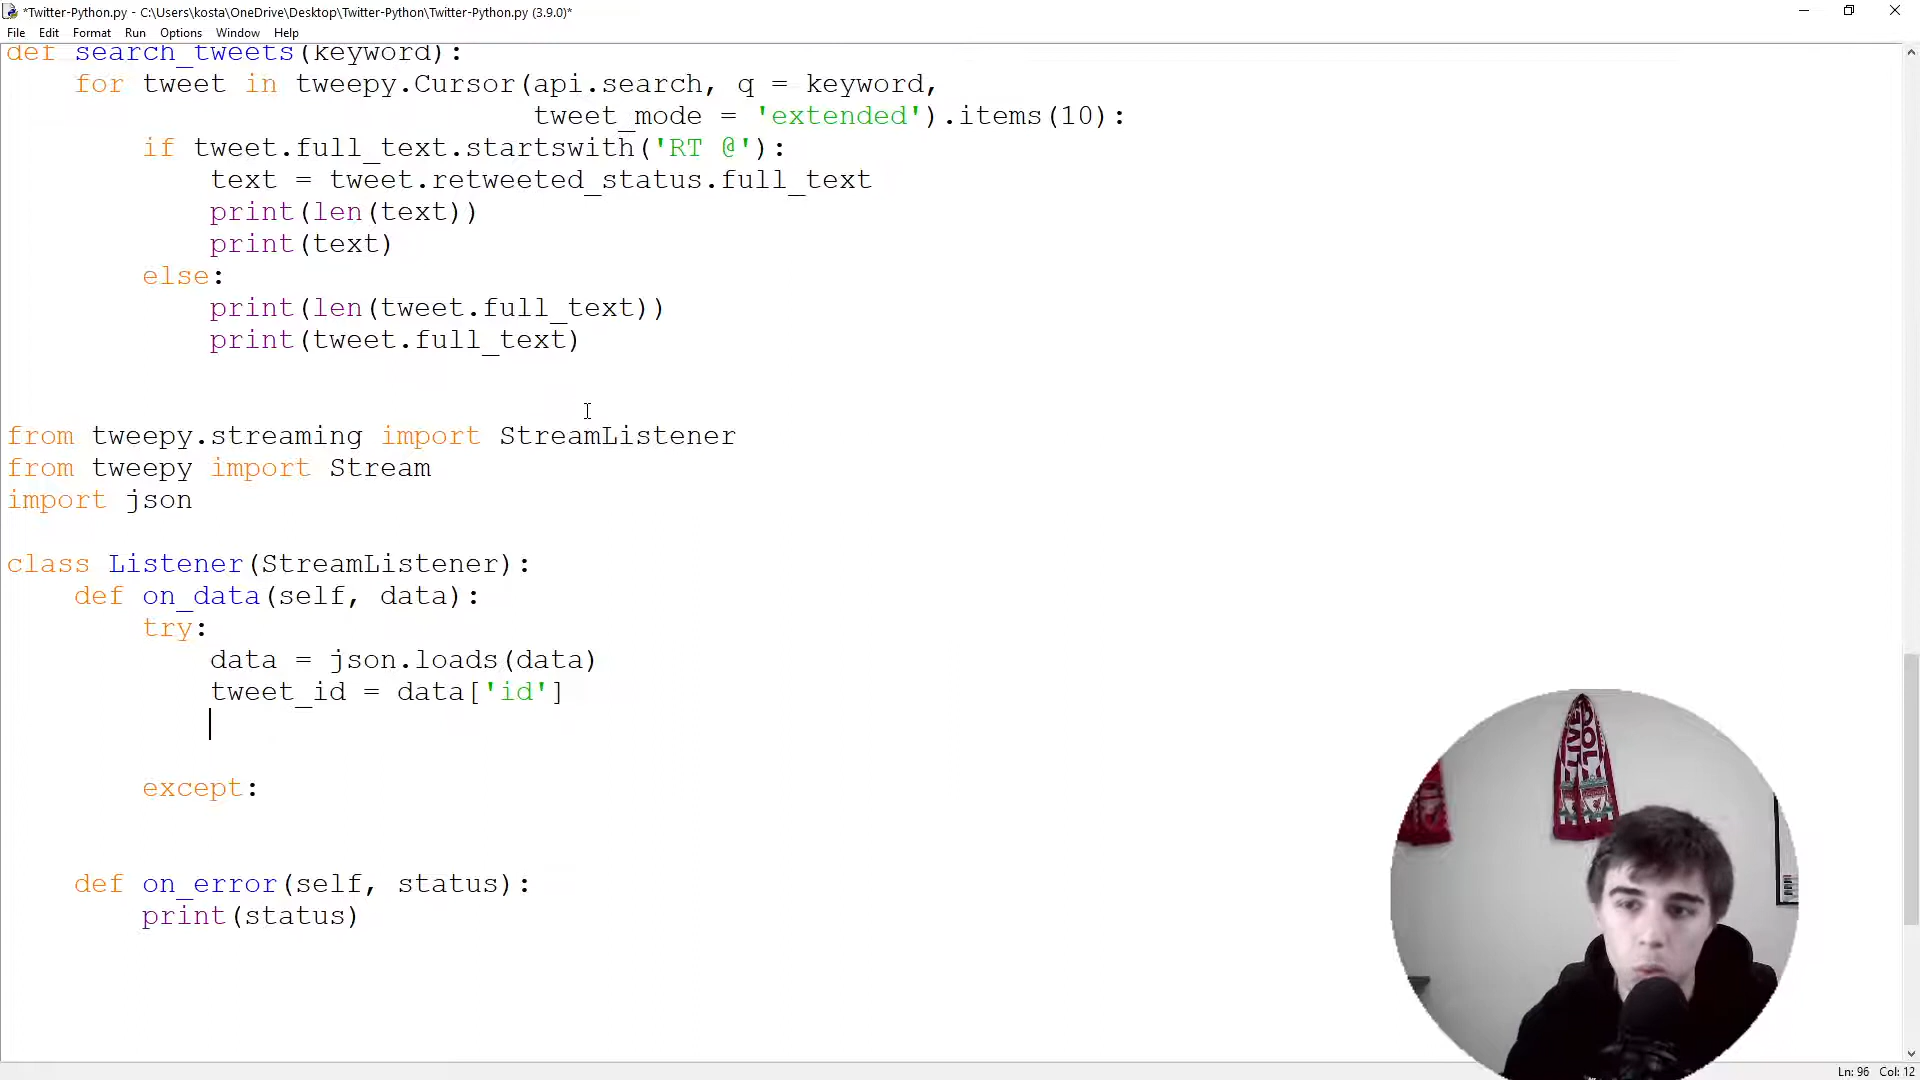 *Twitter-Python.py - C:\Users\kosta\OneDrive\Desktop\Twitter-Python\Twitter-Python.py (3.9.0)*
File Edit Format Run Options Window Help
def search_tweets(keyword):
    for tweet in tweepy.Cursor(api.search, q = keyword,
                               tweet_mode = 'extended').items(10):
        if tweet.full_text.startswith('RT @'):
            text = tweet.retweeted_status.full_text
            print(len(text))
            print(text)
        else:
            print(len(tweet.full_text))
            print(tweet.full_text)
from tweepy.streaming import StreamListener
from tweepy import Stream
import json
class Listener(StreamListener):
    def on_data(self, data):
        try:
            data = json.loads(data)
            tweet_id = data['id']
        except:
    def on_error(self, status):
        print(status)
Ln: 96 Col: 12